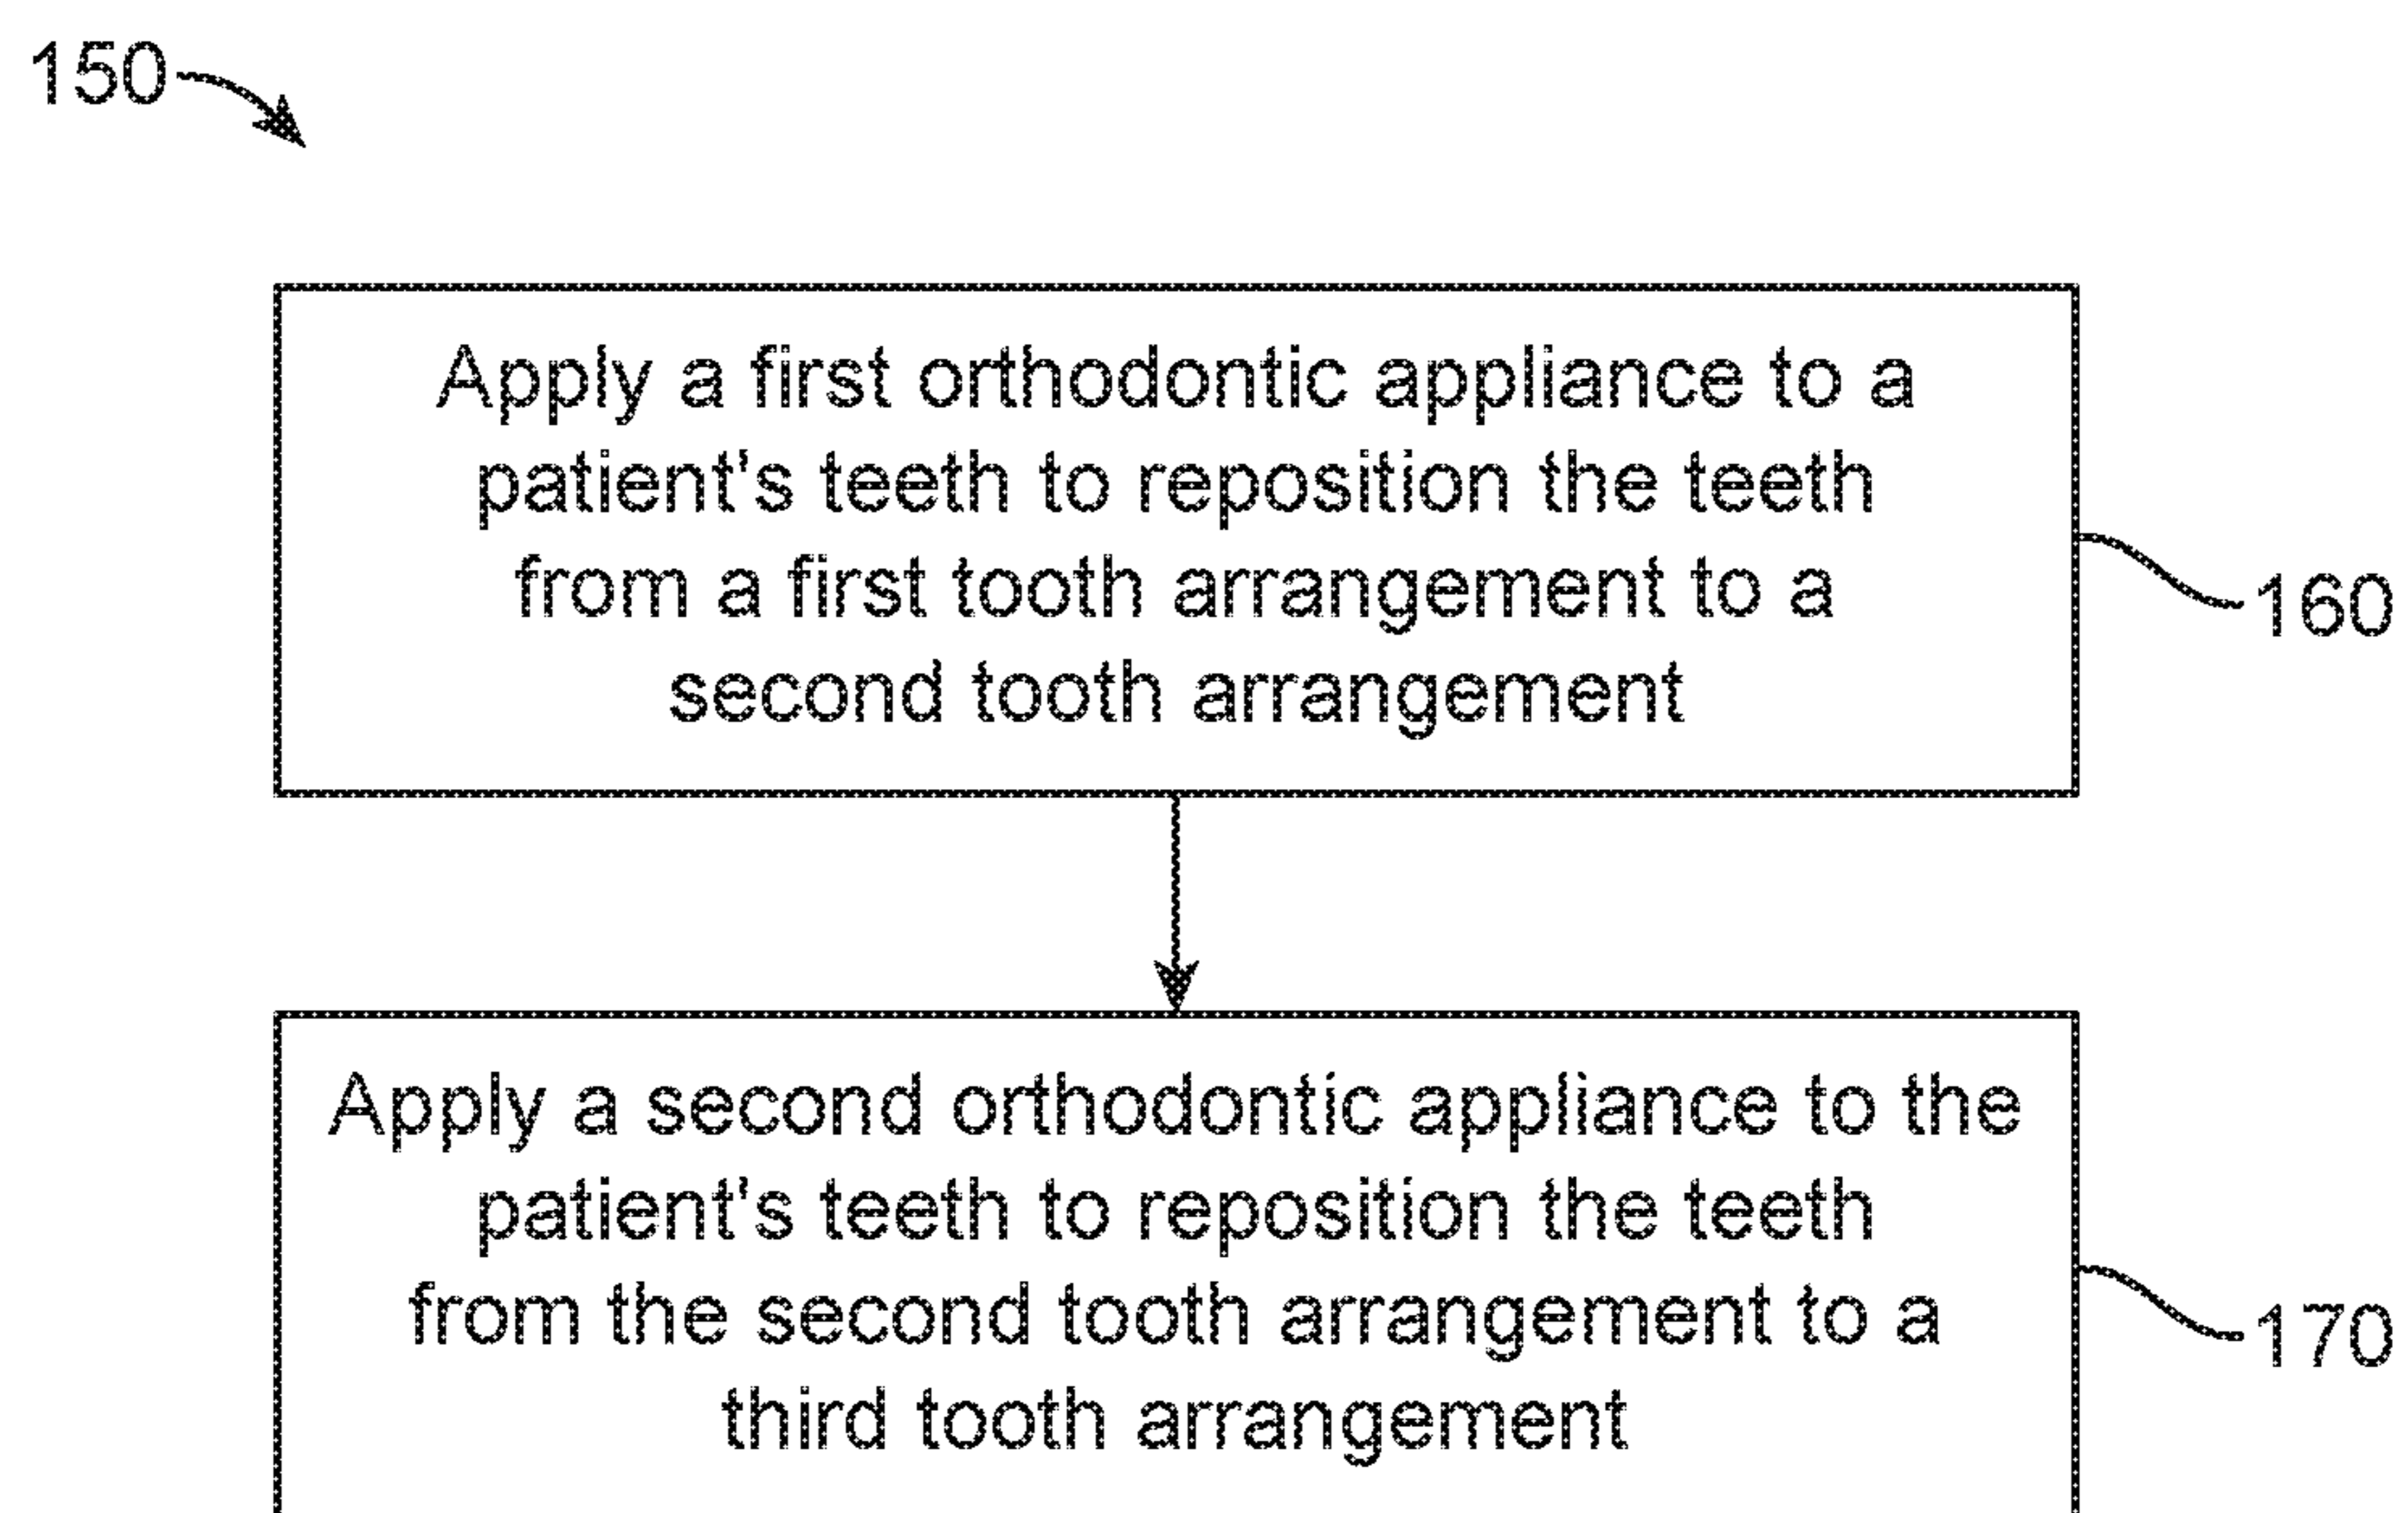 150
Apply a first orthodontic appliance to a
patient's teeth to reposition the teeth
from a first tooth arrangement to a
second tooth arrangement
160
Apply a second orthodontic appliance to the
patient's teeth to reposition the teeth
from the second tooth arrangement to a
third tooth arrangement
170